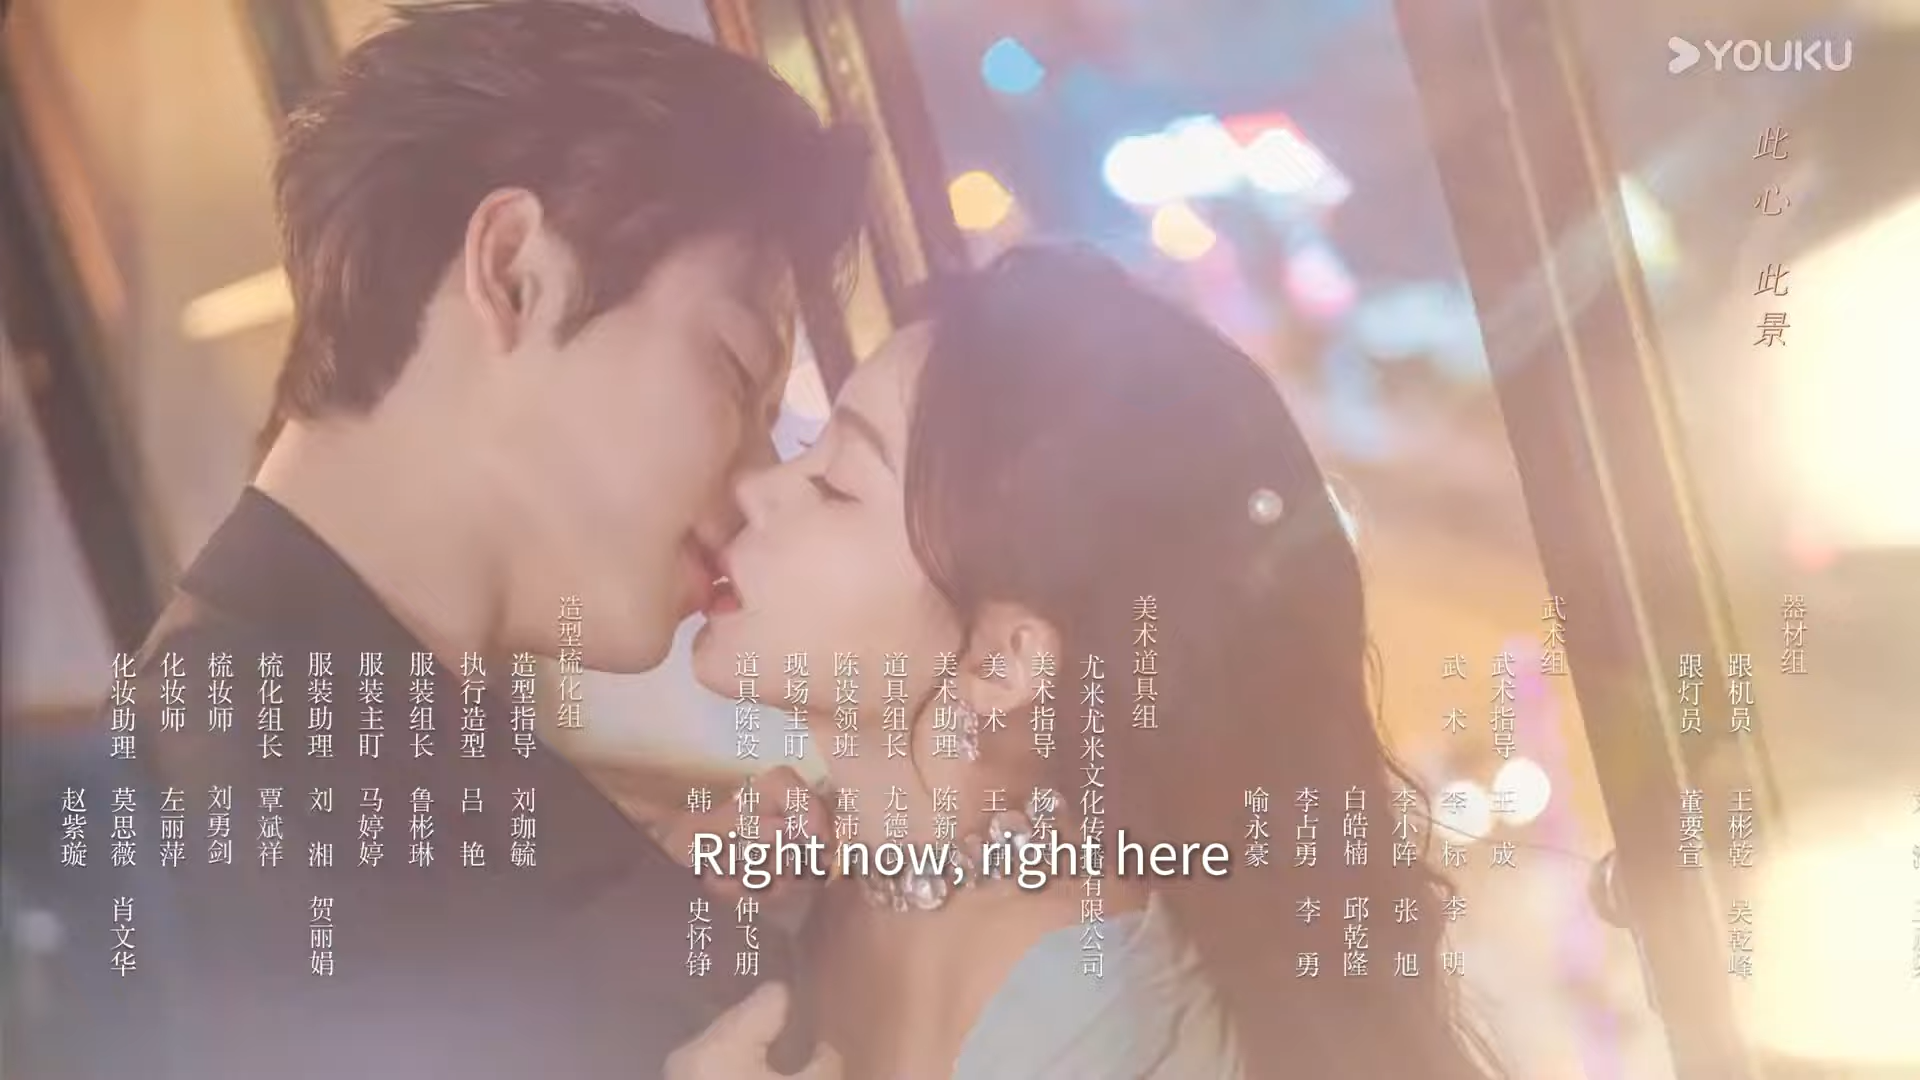 YOUKU
此心 此景
器材组
跟机员 王彬乾 吴乾峰
跟灯员 董要宣
武术组
武术指导 王成
武术 李标 李明
李小阵 张旭
白皓楠 邱乾隆
李占勇 李勇
喻永豪
美术道具组
尤米尤米文化传播有限公司
美术指导 杨东
美术 王
美术助理 陈新
道具组长 尤德
陈设领班 董沛
现场主盯 康秋
道具陈设 仲超 仲飞朋
韩 史怀铮
造型梳化组
造型指导 刘珈毓
执行造型 吕艳
服装组长 鲁彬琳
服装主盯 马婷婷
服装助理 刘湘 贺丽娟
梳化组长 覃斌祥
梳妆师 刘勇剑
化妆师 左丽萍
化妆助理 莫思薇 肖文华
赵紫璇
Right now, right here